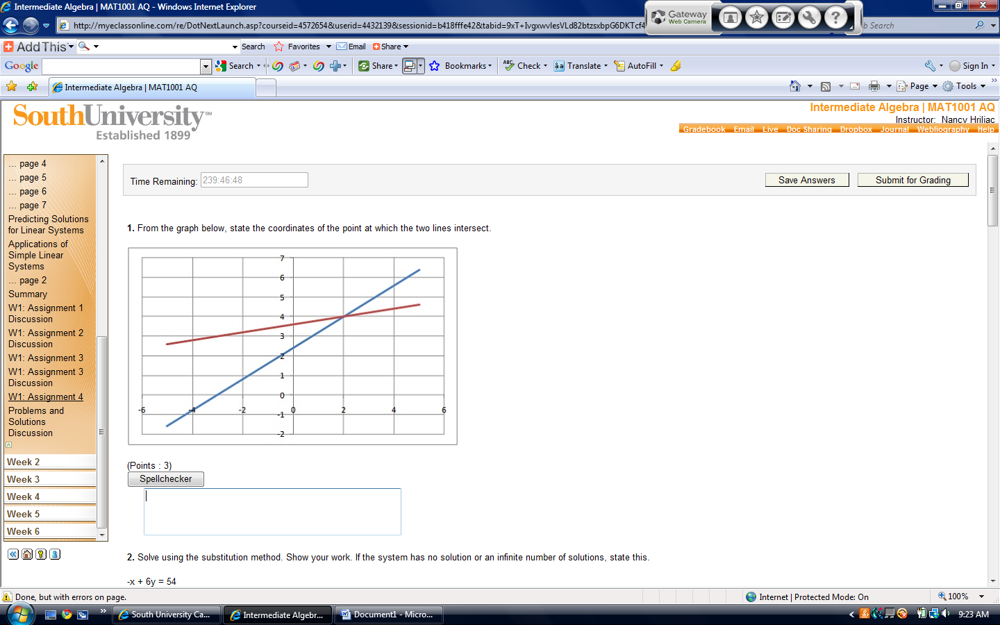 Intermediate Algebra | MAT1001 AQ - Windows Internet Explorer
Gateway
Web Camera
http://myeclassonline.com/re/DotNextLaunch.asp?courseid=4572654&userid=4432139&sessionid=b418fffe42&tabid=9xT+IvgxwvlesVLd82btzsxbpG6DKTcf4
b Search
AddThis
Search
Favorites
Email
Share
Google
Search
Share
Bookmarks
ABC
Check
Translate
AutoFill
Sign In
Intermediate Algebra | MAT1001 AQ
Page
Tools
SouthUniversity SM
Established 1899
Intermediate Algebra | MAT1001 AQ
Instructor: Nancy Hriliac
Gradebook Email Live Doc Sharing Dropbox Journal Webliography Help
... page 4
... page 5
... page 6
... page 7
Predicting Solutions
for Linear Systems
Applications of
Simple Linear
Systems
... page 2
Summary
W1: Assignment 1
Discussion
W1: Assignment 2
Discussion
W1: Assignment 3
W1: Assignment 3
Discussion
W1: Assignment 4
Problems and
Solutions
Discussion
Week 2
Week 3
Week 4
Week 5
Week 6
Time Remaining: 239:46:48
Save Answers
Submit for Grading
1. From the graph below, state the coordinates of the point at which the two lines intersect.
7
6
5
4
3
2
1
0
-6 -4 -2 0 2 4 6
-1
-2
(Points : 3)
Spellchecker
2. Solve using the substitution method. Show your work. If the system has no solution or an infinite number of solutions, state this.
-x + 6y = 54
Done, but with errors on page.
Internet | Protected Mode: On
100%
South University Ca...
Intermediate Algebr...
Document1 - Micro...
9:23 AM